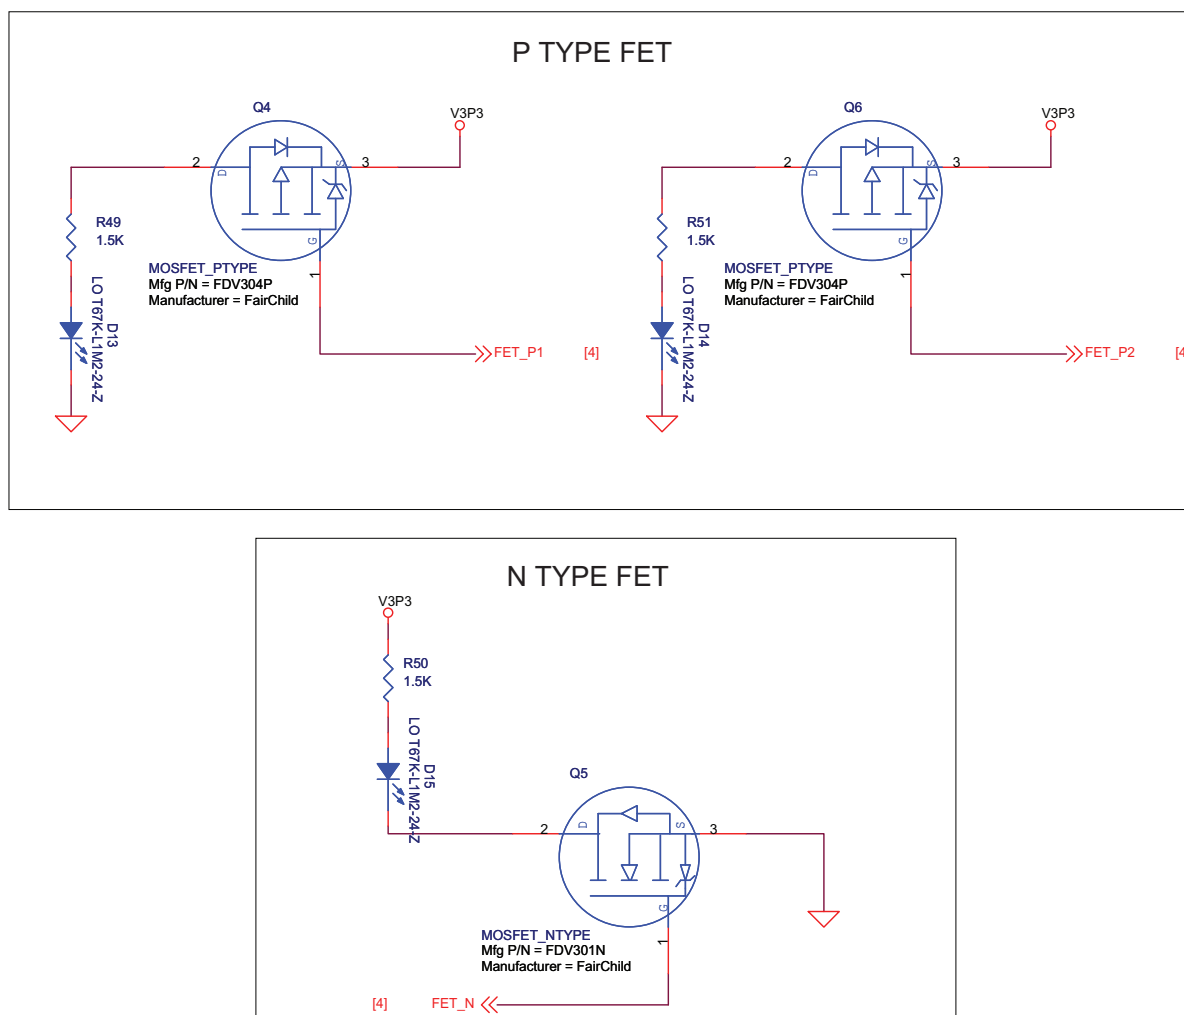 P TYPE FET
Q4
V3P3
2
D
S
3
R49
1.5K
G
1
MOSFET_PTYPE
Mfg P/N = FDV304P
Manufacturer = FairChild
D13
LO T67K-L1M2-24-Z
FET_P1
[4]
Q6
V3P3
2
D
S
3
R51
1.5K
G
1
MOSFET_PTYPE
Mfg P/N = FDV304P
Manufacturer = FairChild
D14
LO T67K-L1M2-24-Z
FET_P2
[4
N TYPE FET
V3P3
R50
1.5K
D15
LO T67K-L1M2-24-Z
Q5
2
D
S
3
G
1
MOSFET_NTYPE
Mfg P/N = FDV301N
Manufacturer = FairChild
[4]
FET_N